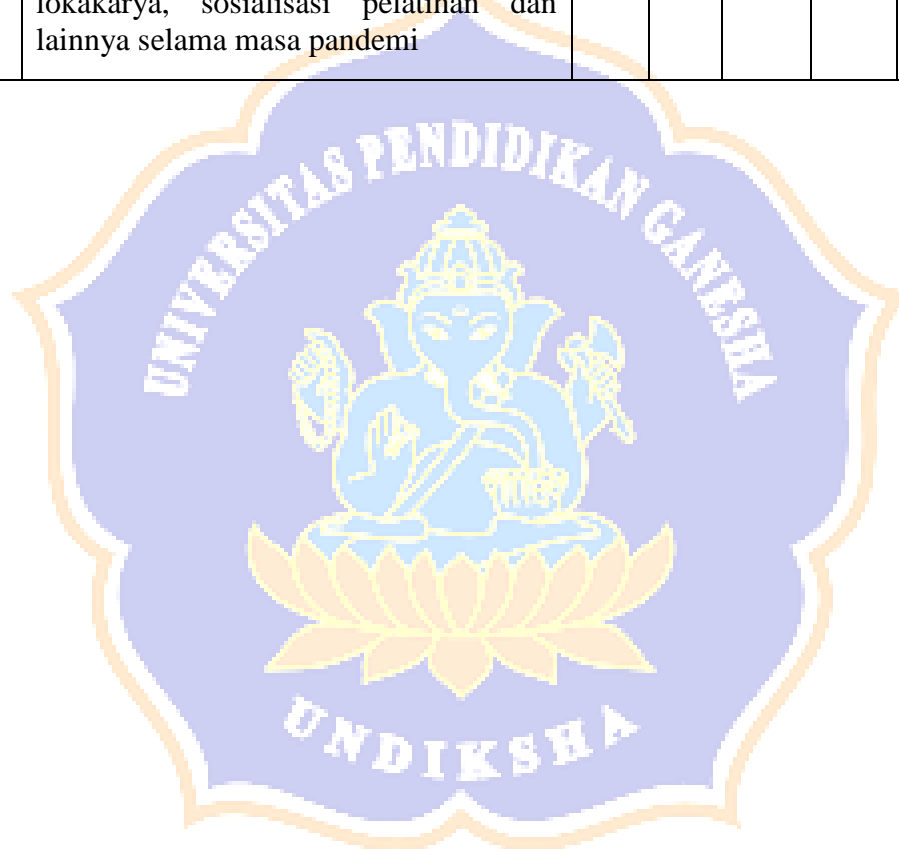 lokakarya, sosialisasi pelatihan dan
lainnya selama masa pandemi
UNIVERSITAS PENDIDIKAN GANESHA
UNDIKSHA